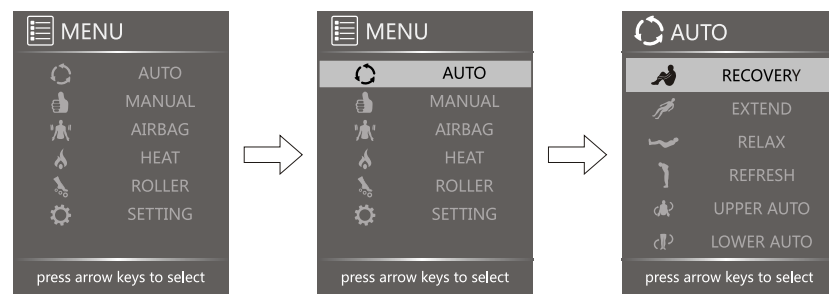 MENU
AUTO
MANUAL
AIRBAG
HEAT
ROLLER
SETTING
press arrow keys to select
MENU
AUTO
MANUAL
AIRBAG
HEAT
ROLLER
SETTING
press arrow keys to select
AUTO
RECOVERY
EXTEND
RELAX
REFRESH
UPPER AUTO
LOWER AUTO
press arrow keys to select